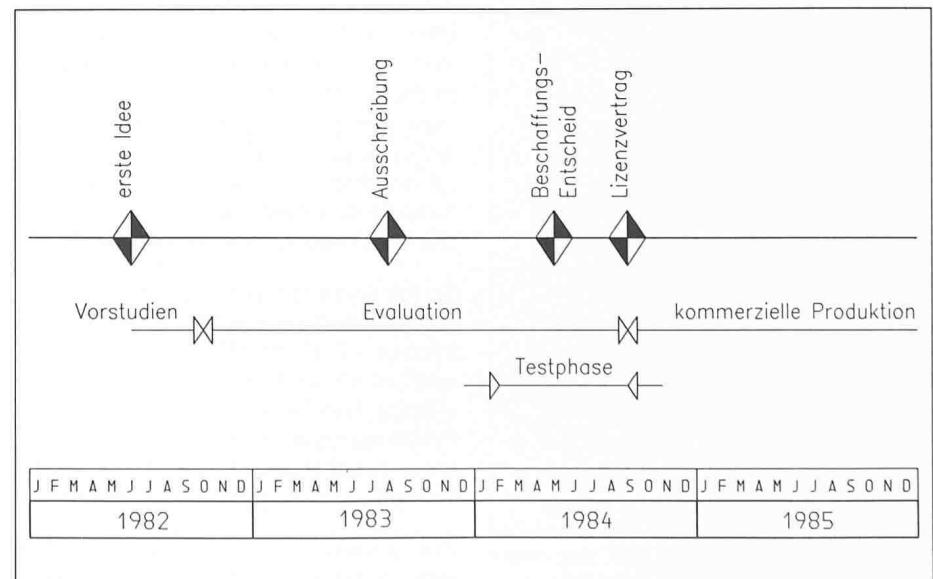 erste Idee
Ausschreibung
Beschaffungs-
Entscheid
Lizenzvertrag
Vorstudien
Evaluation
kommerzielle Produktion
Testphase
J F M A M J J A S O N D J F M A M J J A S O N D J F M A M J J A S O N D J F M A M J J A S O N D
1982 1983 1984 1985